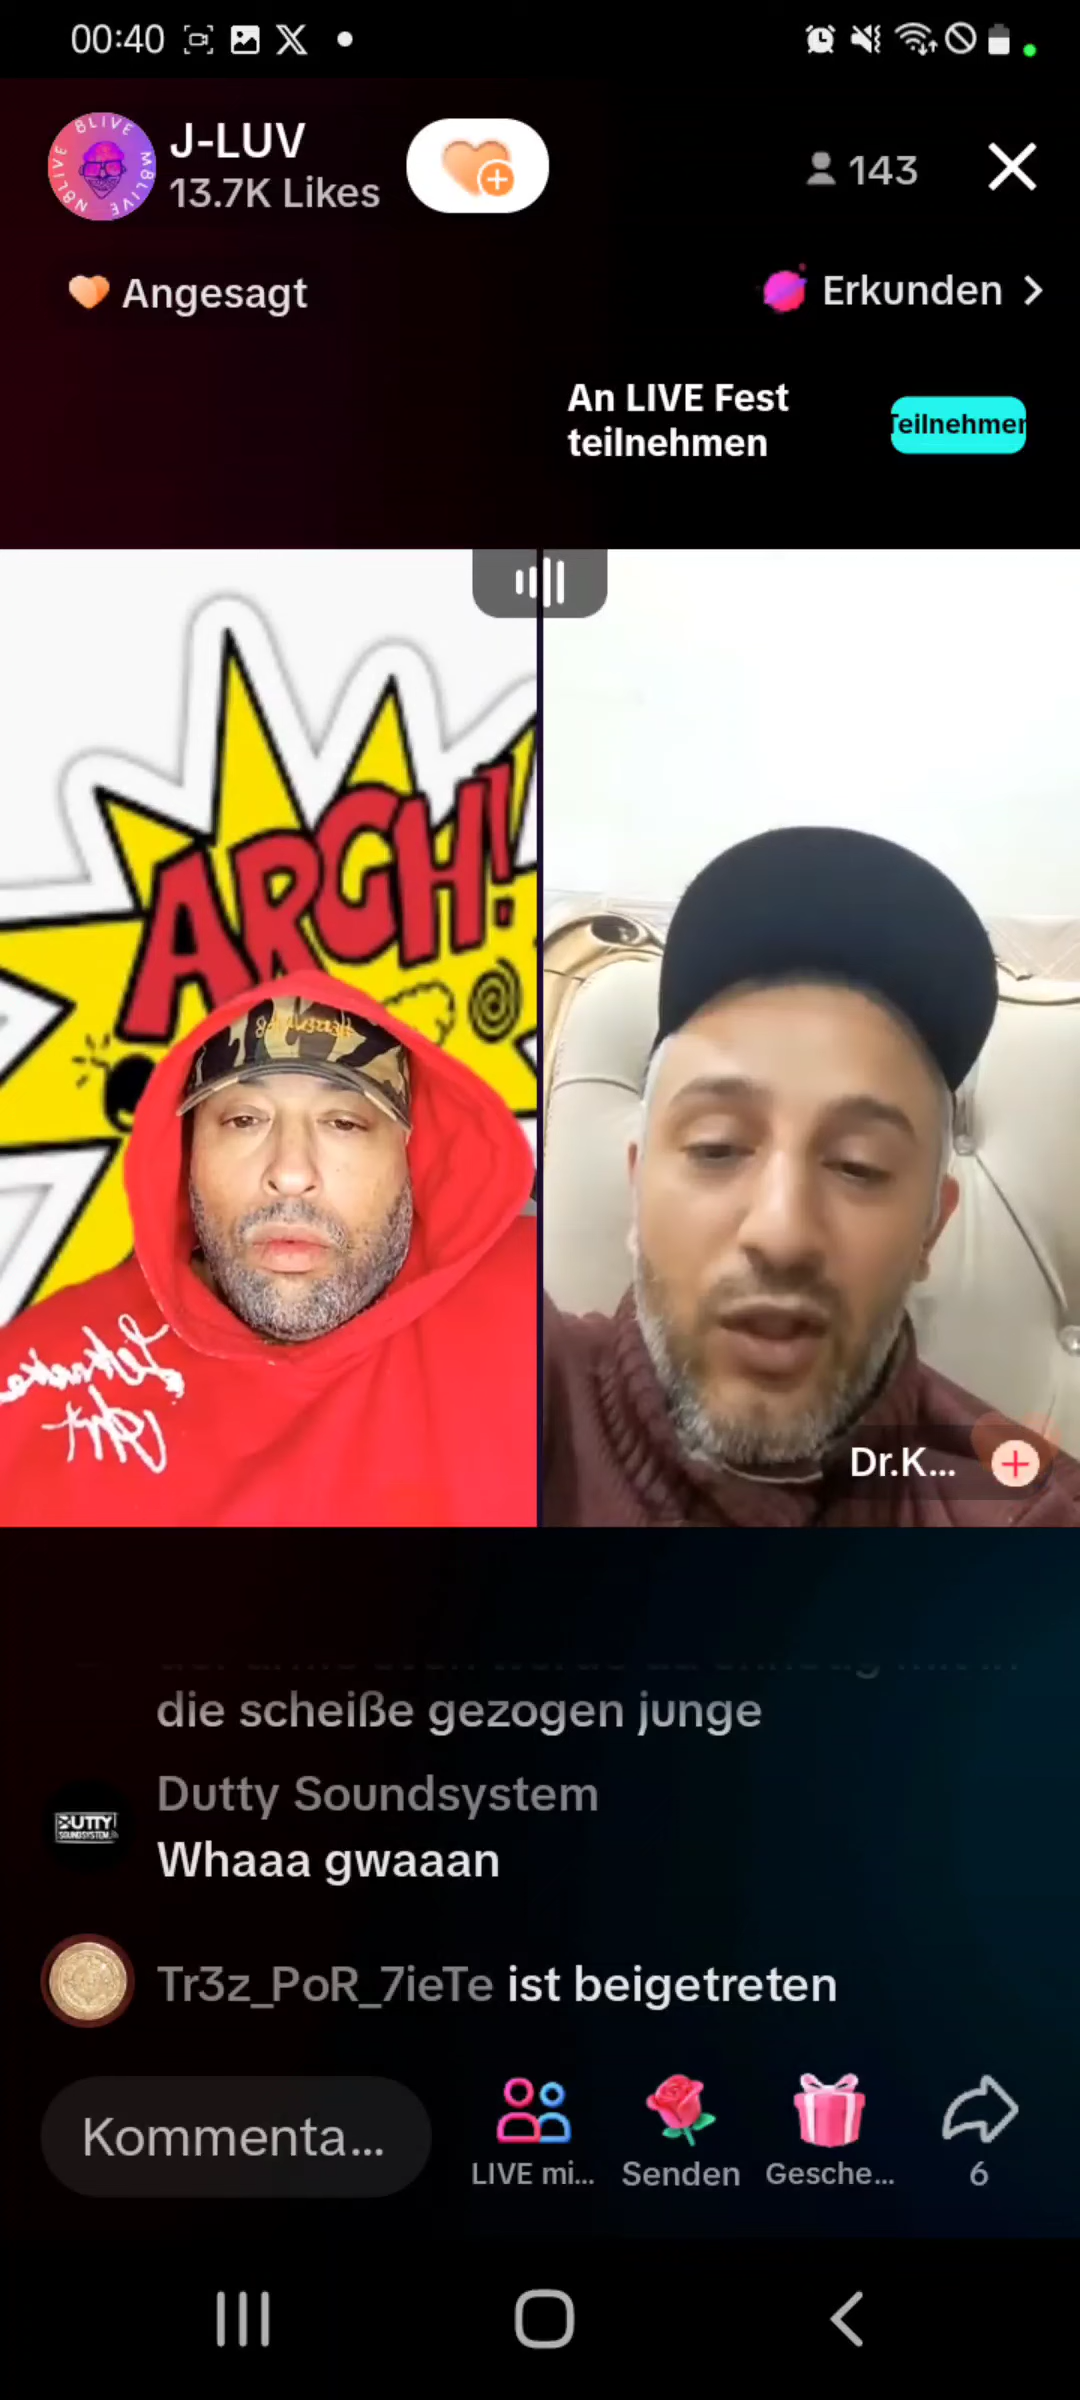 00:40
J-LUV
13.7K Likes
143
Angesagt
Erkunden
An LIVE Fest
teilnehmen
Teilnehmen
ARGH!
Dr.K...
die scheiße gezogen junge
Dutty Soundsystem
Whaaa gwaaan
Tr3z_PoR_7ieTe ist beigetreten
Kommenta...
LIVE mi...
Senden
Gesche...
6